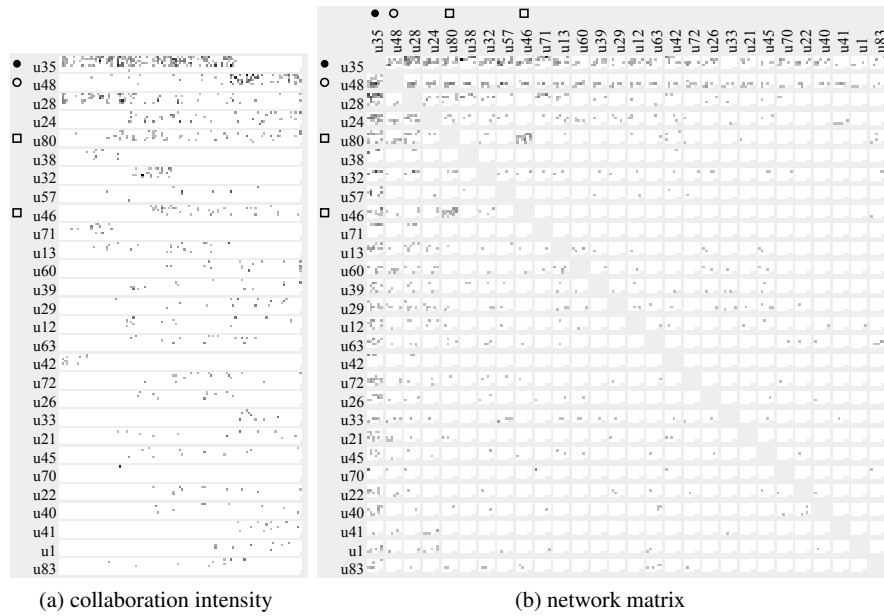 u35 u48 u28 u24 u80 u38 u32 u57 u46 u71 u13 u60 u39 u29 u12 u63 u42 u72 u26 u33 u21 u45 u70 u22 u40 u41 u1 u83
u35 u35
u48 u48
u28 u28
u24 u24
u80 u80
u38 u38
u32 u32
u57 u57
u46 u46
u71 u71
u13 u13
u60 u60
u39 u39
u29 u29
u12 u12
u63 u63
u42 u42
u72 u72
u26 u26
u33 u33
u21 u21
u45 u45
u70 u70
u22 u22
u40 u40
u41 u41
u1 u1
u83 u83
(a) collaboration intensity (b) network matrix